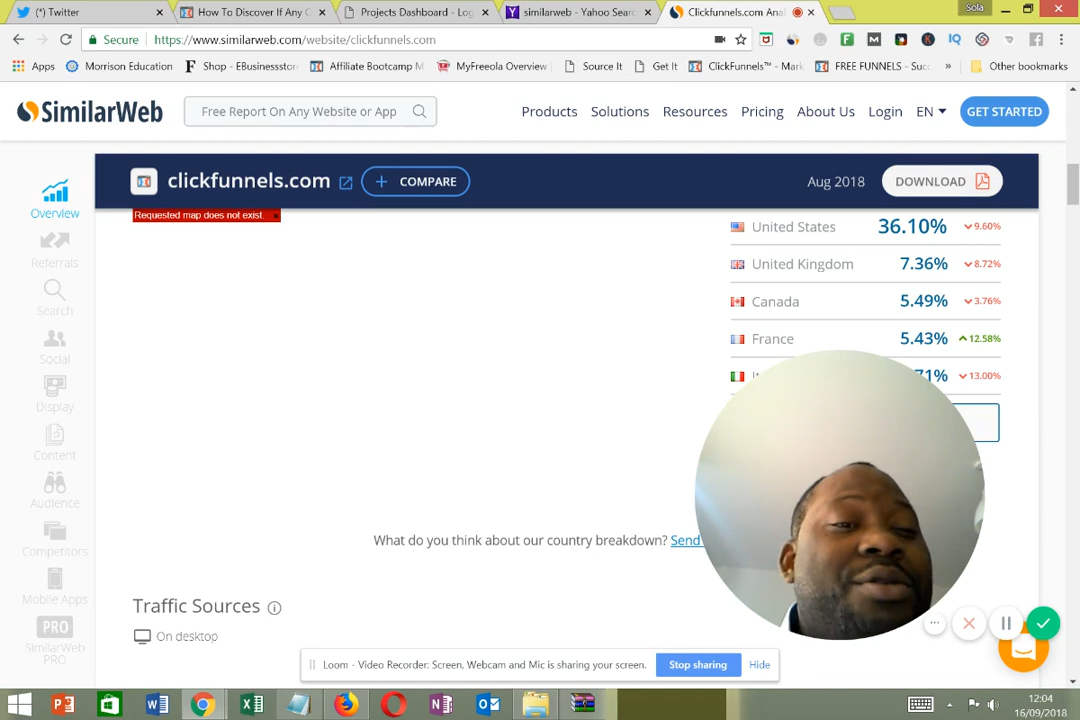 (*) Twitter
How To Discover If Any C
Projects Dashboard - Log
similarweb - Yahoo Sear
Clickfunnels.com Anal
Sola
Secure https://www.similarweb.com/website/clickfunnels.com
Apps
Morrison Education
Shop - EBusinessstore
Affiliate Bootcamp M
MyFreeola Overview
Source It
Get It
ClickFunnels™ - Mark
FREE FUNNELS - Succ
»
Other bookmarks
SimilarWeb
Free Report On Any Website or App
Products
Solutions
Resources
Pricing
About Us
Login
EN
GET STARTED
clickfunnels.com
+ COMPARE
Aug 2018
DOWNLOAD
Requested map does not exist. ×
Overview
Referrals
Search
Social
Display
Content
Audience
Competitors
Mobile Apps
PRO
SimilarWeb
PRO
United States 36.10% 9.60%
United Kingdom 7.36% 8.72%
Canada 5.49% 3.76%
France 5.43% 12.58%
71% 13.00%
What do you think about our country breakdown? Send
Traffic Sources
On desktop
Loom - Video Recorder: Screen, Webcam and Mic is sharing your screen.
Stop sharing
Hide
12:04
16/09/2018